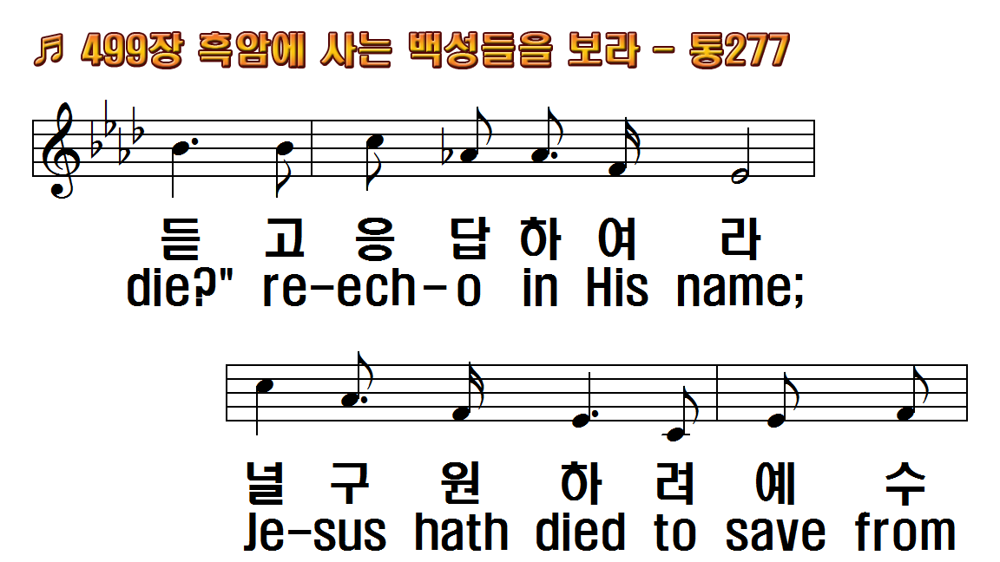 ♬ 499장 흑암에 사는 백성들을 보라 - 통277
듣 고 응 답 하 여 라
die?" re-ech-o in His name;
널 구 원 하 려 예 수
Je-sus hath died to save from